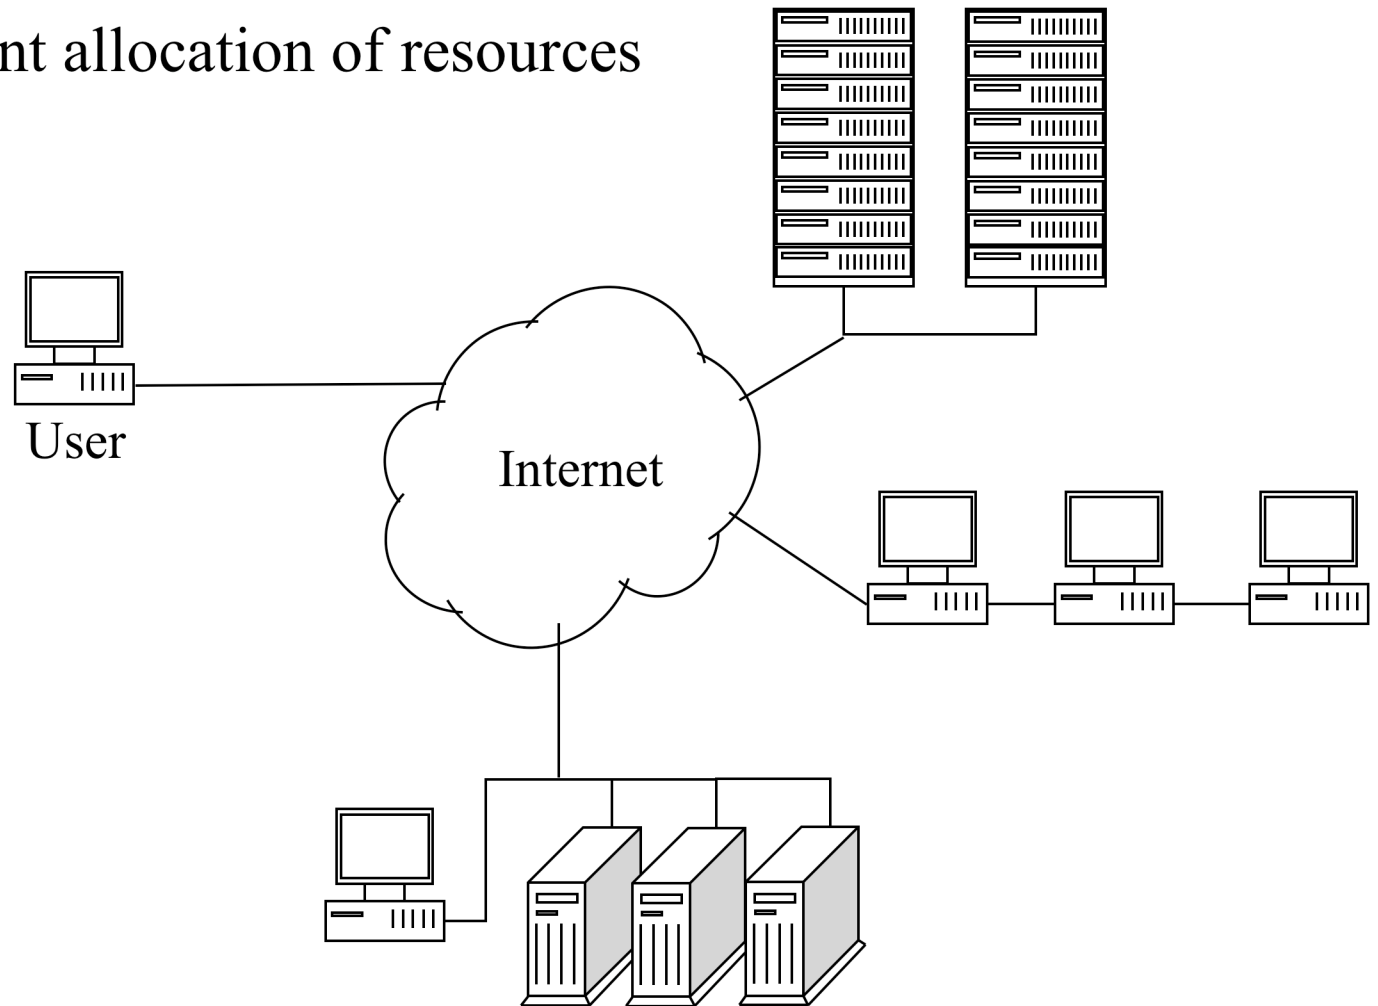 nt allocation of resources
User
Internet